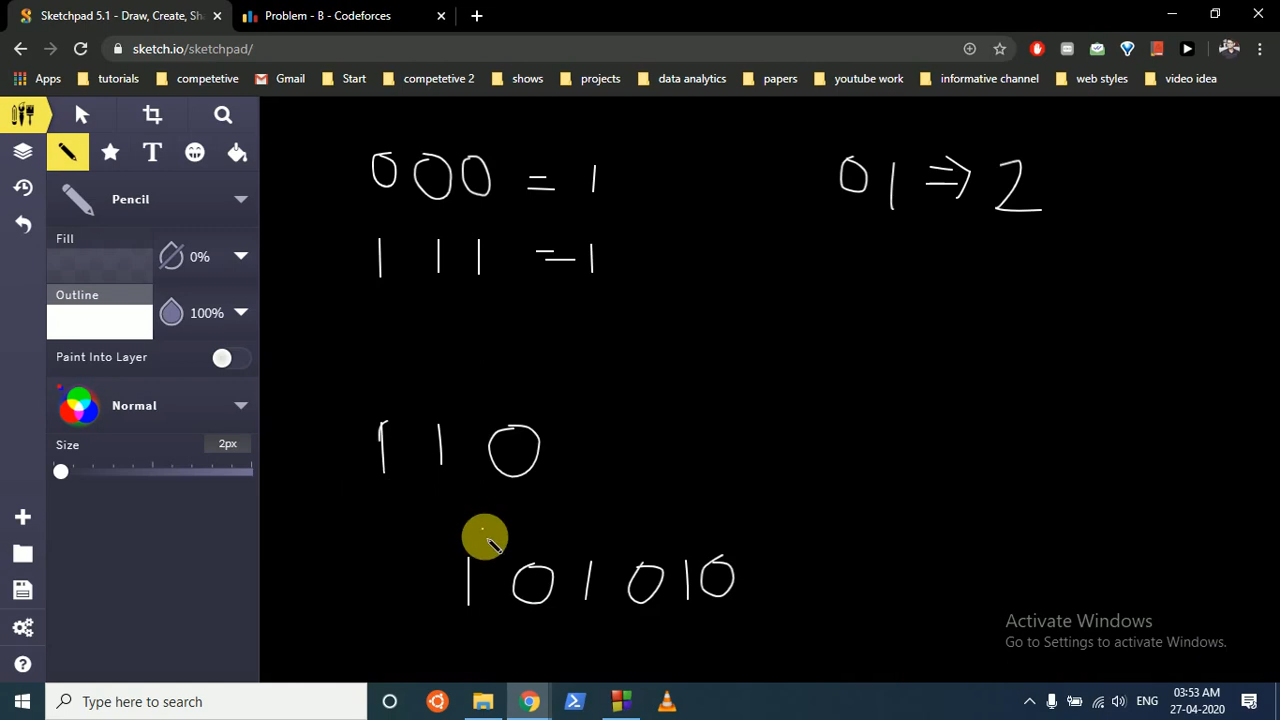 Sketchpad 5.1 - Draw, Create, Sha
Problem - B - Codeforces
sketch.io/sketchpad/
Apps tutorials competetive Gmail Start competetive 2 shows projects data analytics papers youtube work informative channel web styles video idea
Pencil
Fill
0%
Outline
100%
Paint Into Layer
Normal
Size
2px
000 = 1
01 ⇒ 2
111 = 1
110
101010
Activate Windows
Go to Settings to activate Windows.
Type here to search
ENG
03:53 AM
27-04-2020